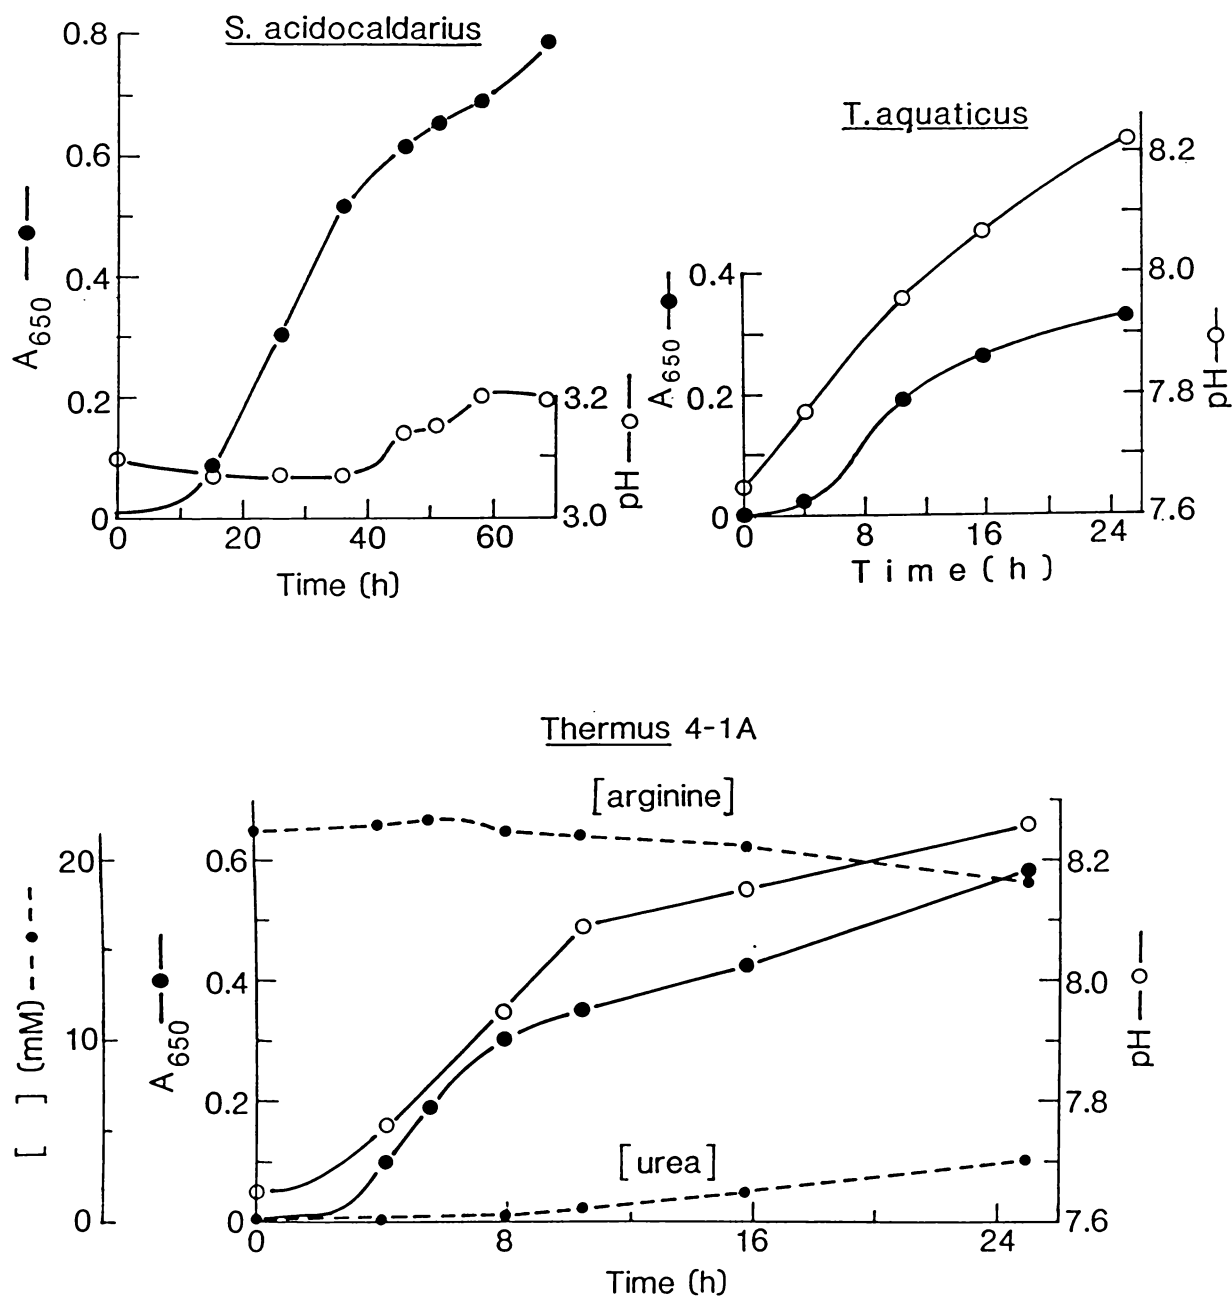 S. acidocaldarius
0.8
0.6
0.4
0.2
0
A650
3.2
3.0
pH
0 20 40 60
Time (h)
T. aquaticus
0.4
0.2
0
A650
8.2
8.0
7.8
7.6
pH
0 8 16 24
Time (h)
Thermus 4-1A
[arginine]
[urea]
20
10
0
[ ] (mM)
0.6
0.4
0.2
0
A650
8.2
8.0
7.8
7.6
pH
0 8 16 24
Time (h)